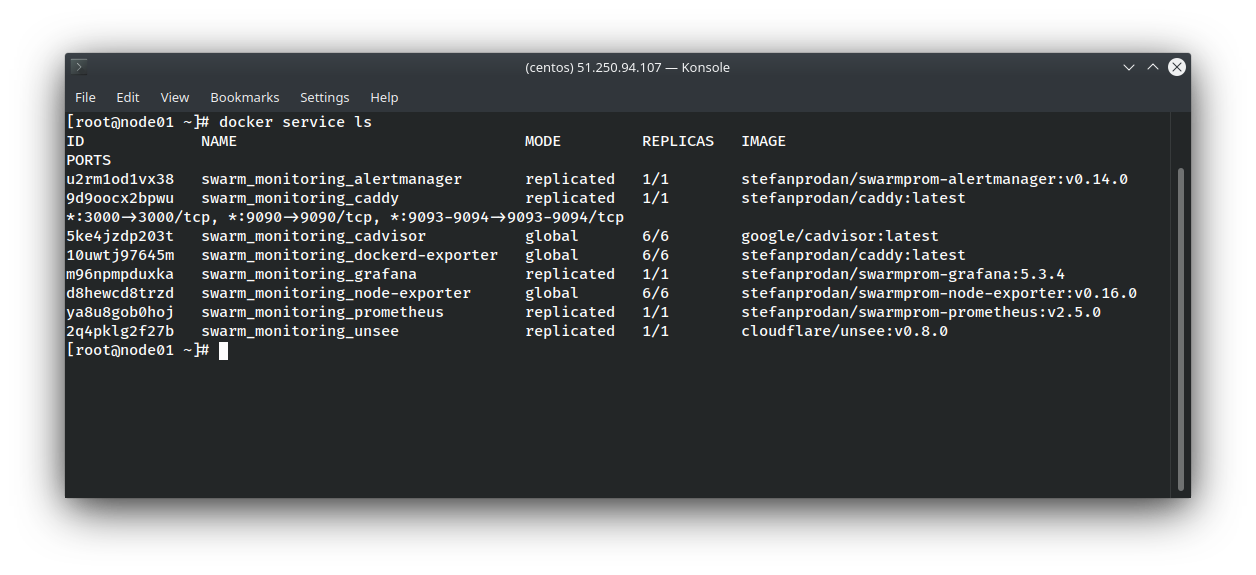 (centos) 51.250.94.107 — Konsole
File Edit View Bookmarks Settings Help
[root@node01 ~]# docker service ls
ID NAME MODE REPLICAS IMAGE
PORTS
u2rm1od1vx38 swarm_monitoring_alertmanager replicated 1/1 stefanprodan/swarmprom-alertmanager:v0.14.0
9d9oocx2bpwu swarm_monitoring_caddy replicated 1/1 stefanprodan/caddy:latest
*:3000->3000/tcp, *:9090->9090/tcp, *:9093-9094->9093-9094/tcp
5ke4jzdp203t swarm_monitoring_cadvisor global 6/6 google/cadvisor:latest
10uwtj97645m swarm_monitoring_dockerd-exporter global 6/6 stefanprodan/caddy:latest
m96npmpduxka swarm_monitoring_grafana replicated 1/1 stefanprodan/swarmprom-grafana:5.3.4
d8hewcd8trzd swarm_monitoring_node-exporter global 6/6 stefanprodan/swarmprom-node-exporter:v0.16.0
ya8u8gob0hoj swarm_monitoring_prometheus replicated 1/1 stefanprodan/swarmprom-prometheus:v2.5.0
2q4pklg2f27b swarm_monitoring_unsee replicated 1/1 cloudflare/unsee:v0.8.0
[root@node01 ~]#